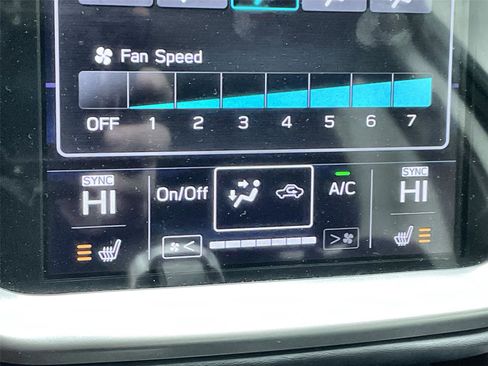 Fan Speed
OFF 1 2 3 4 5 6 7
SYNC
HI
On/Off
A/C
SYNC
HI
<
>